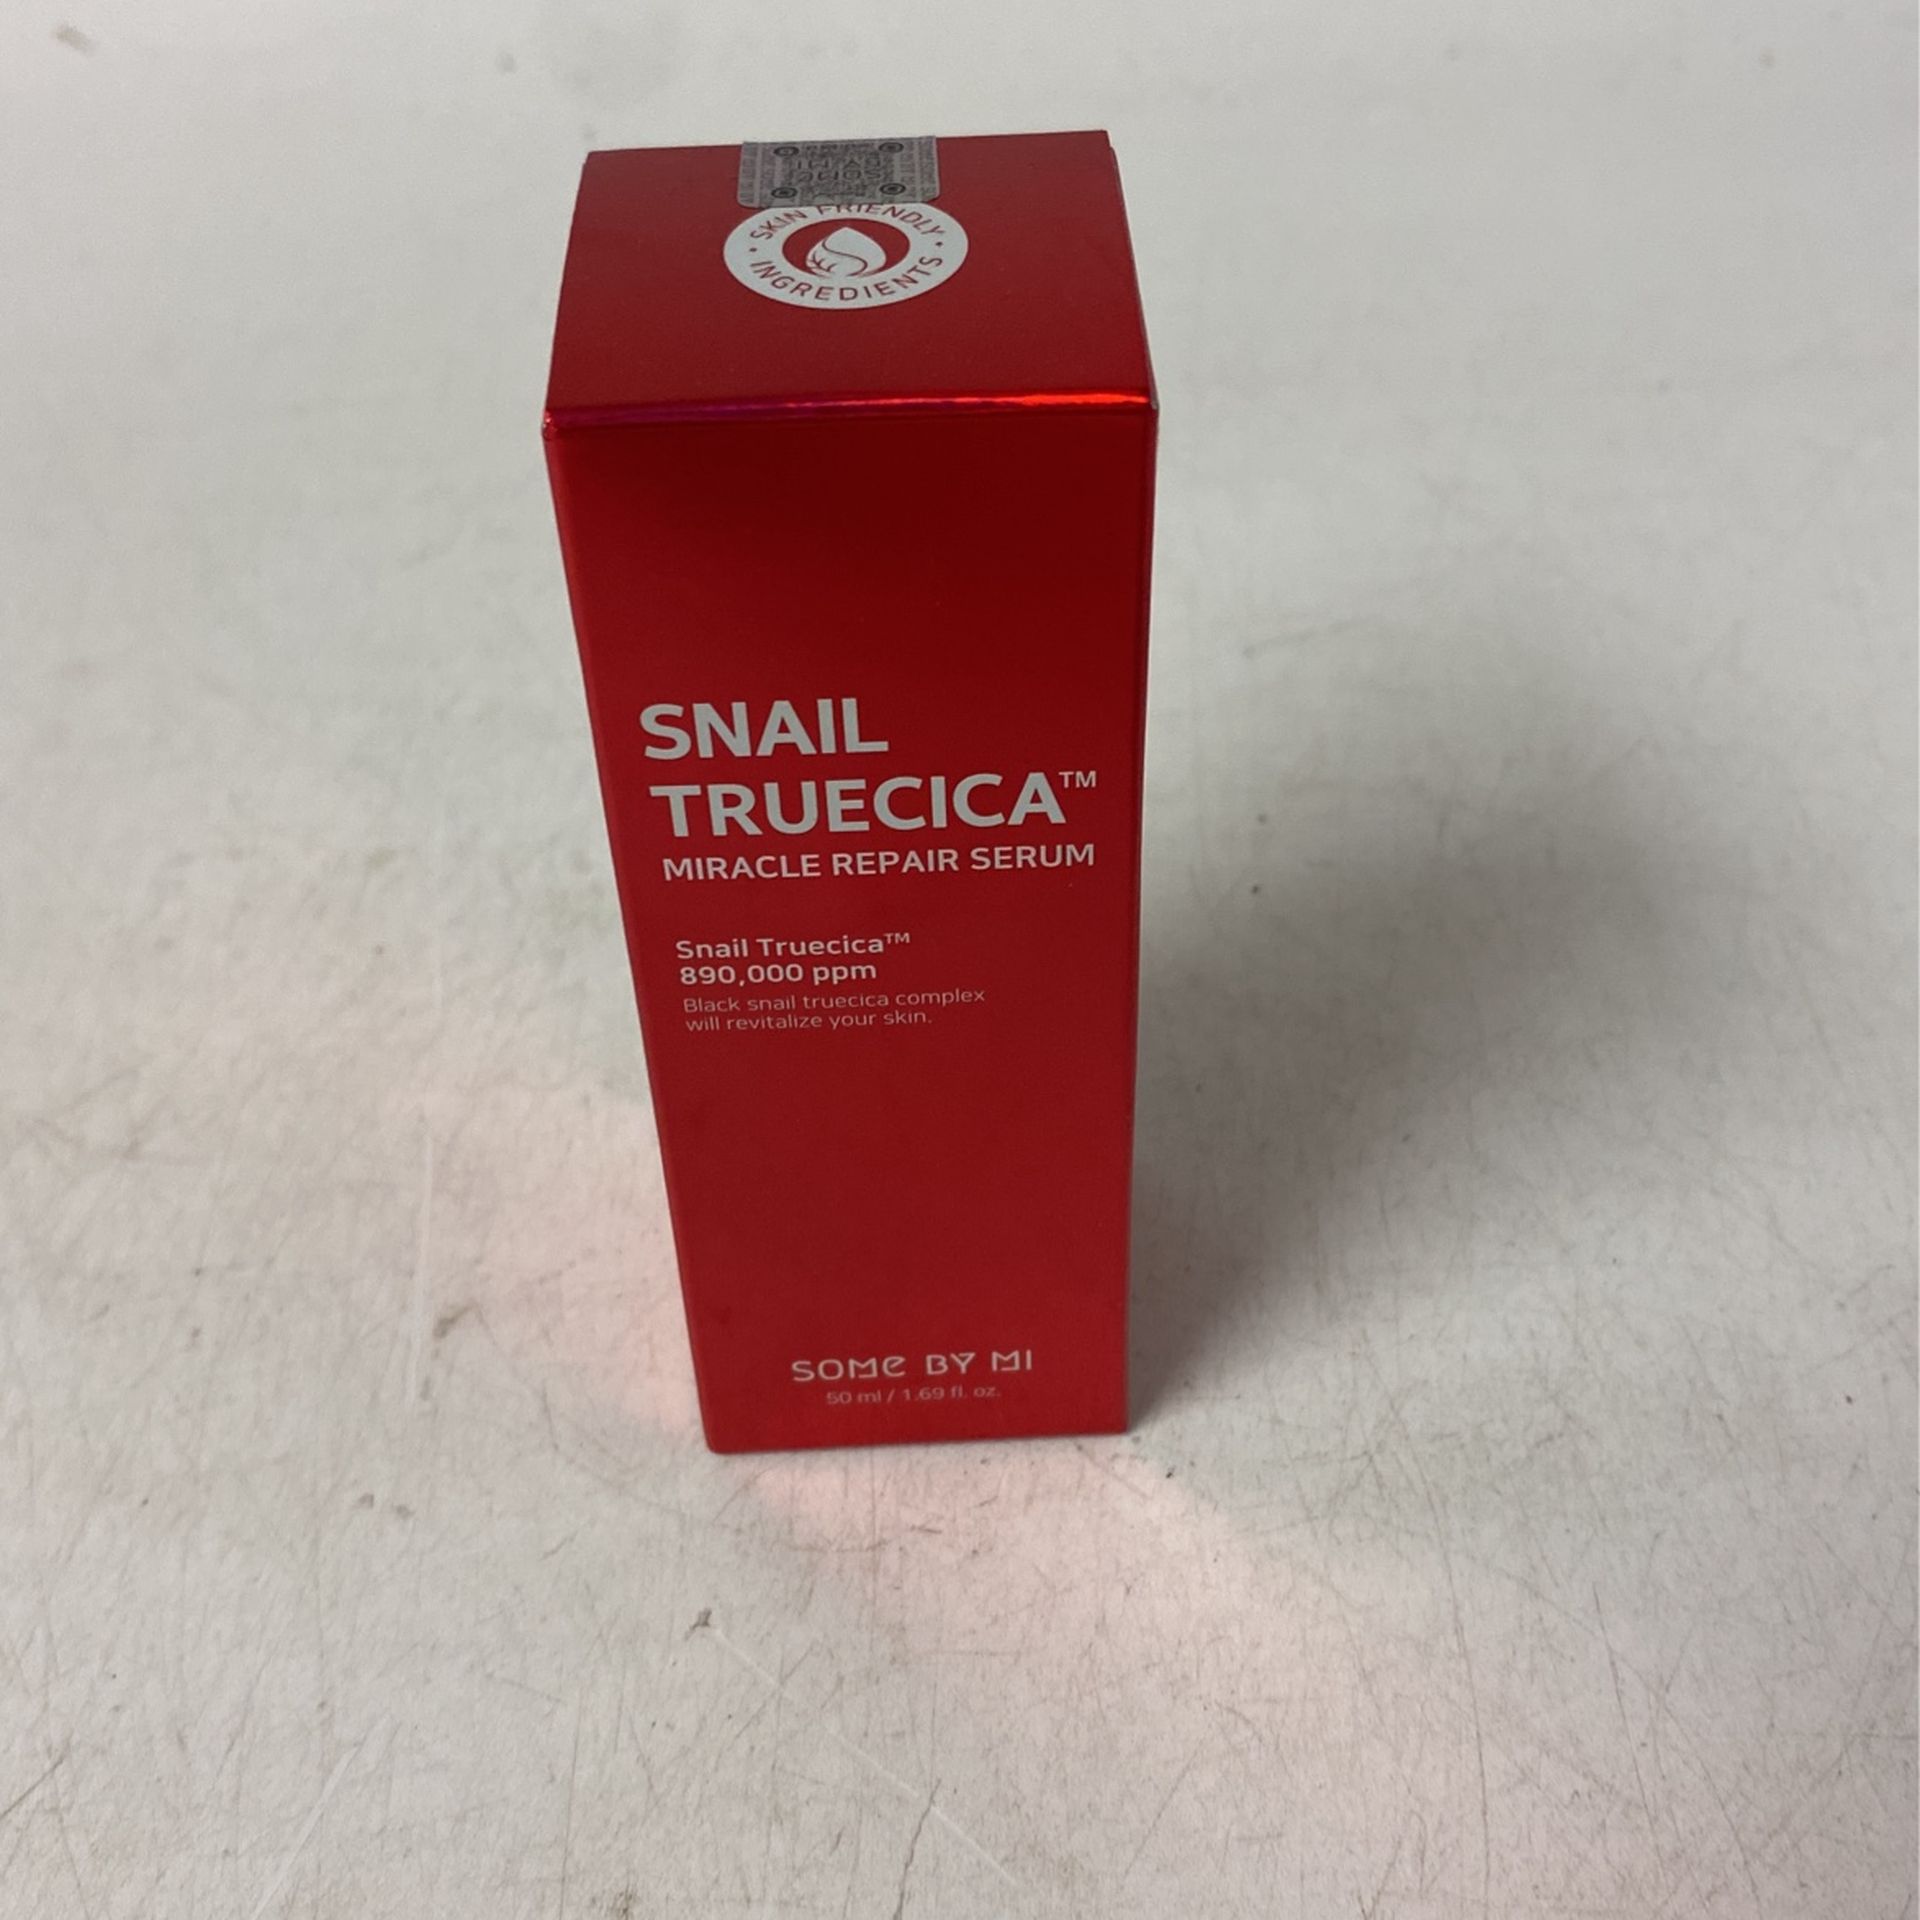 SKIN FRIENDLY
INGREDIENTS
SNAIL
TRUECICA™
MIRACLE REPAIR SERUM
Snail Truecica™
890,000 ppm
Black snail truecica complex
will revitalize your skin.
SOME BY MI
50 ml / 1.69 fl. oz.